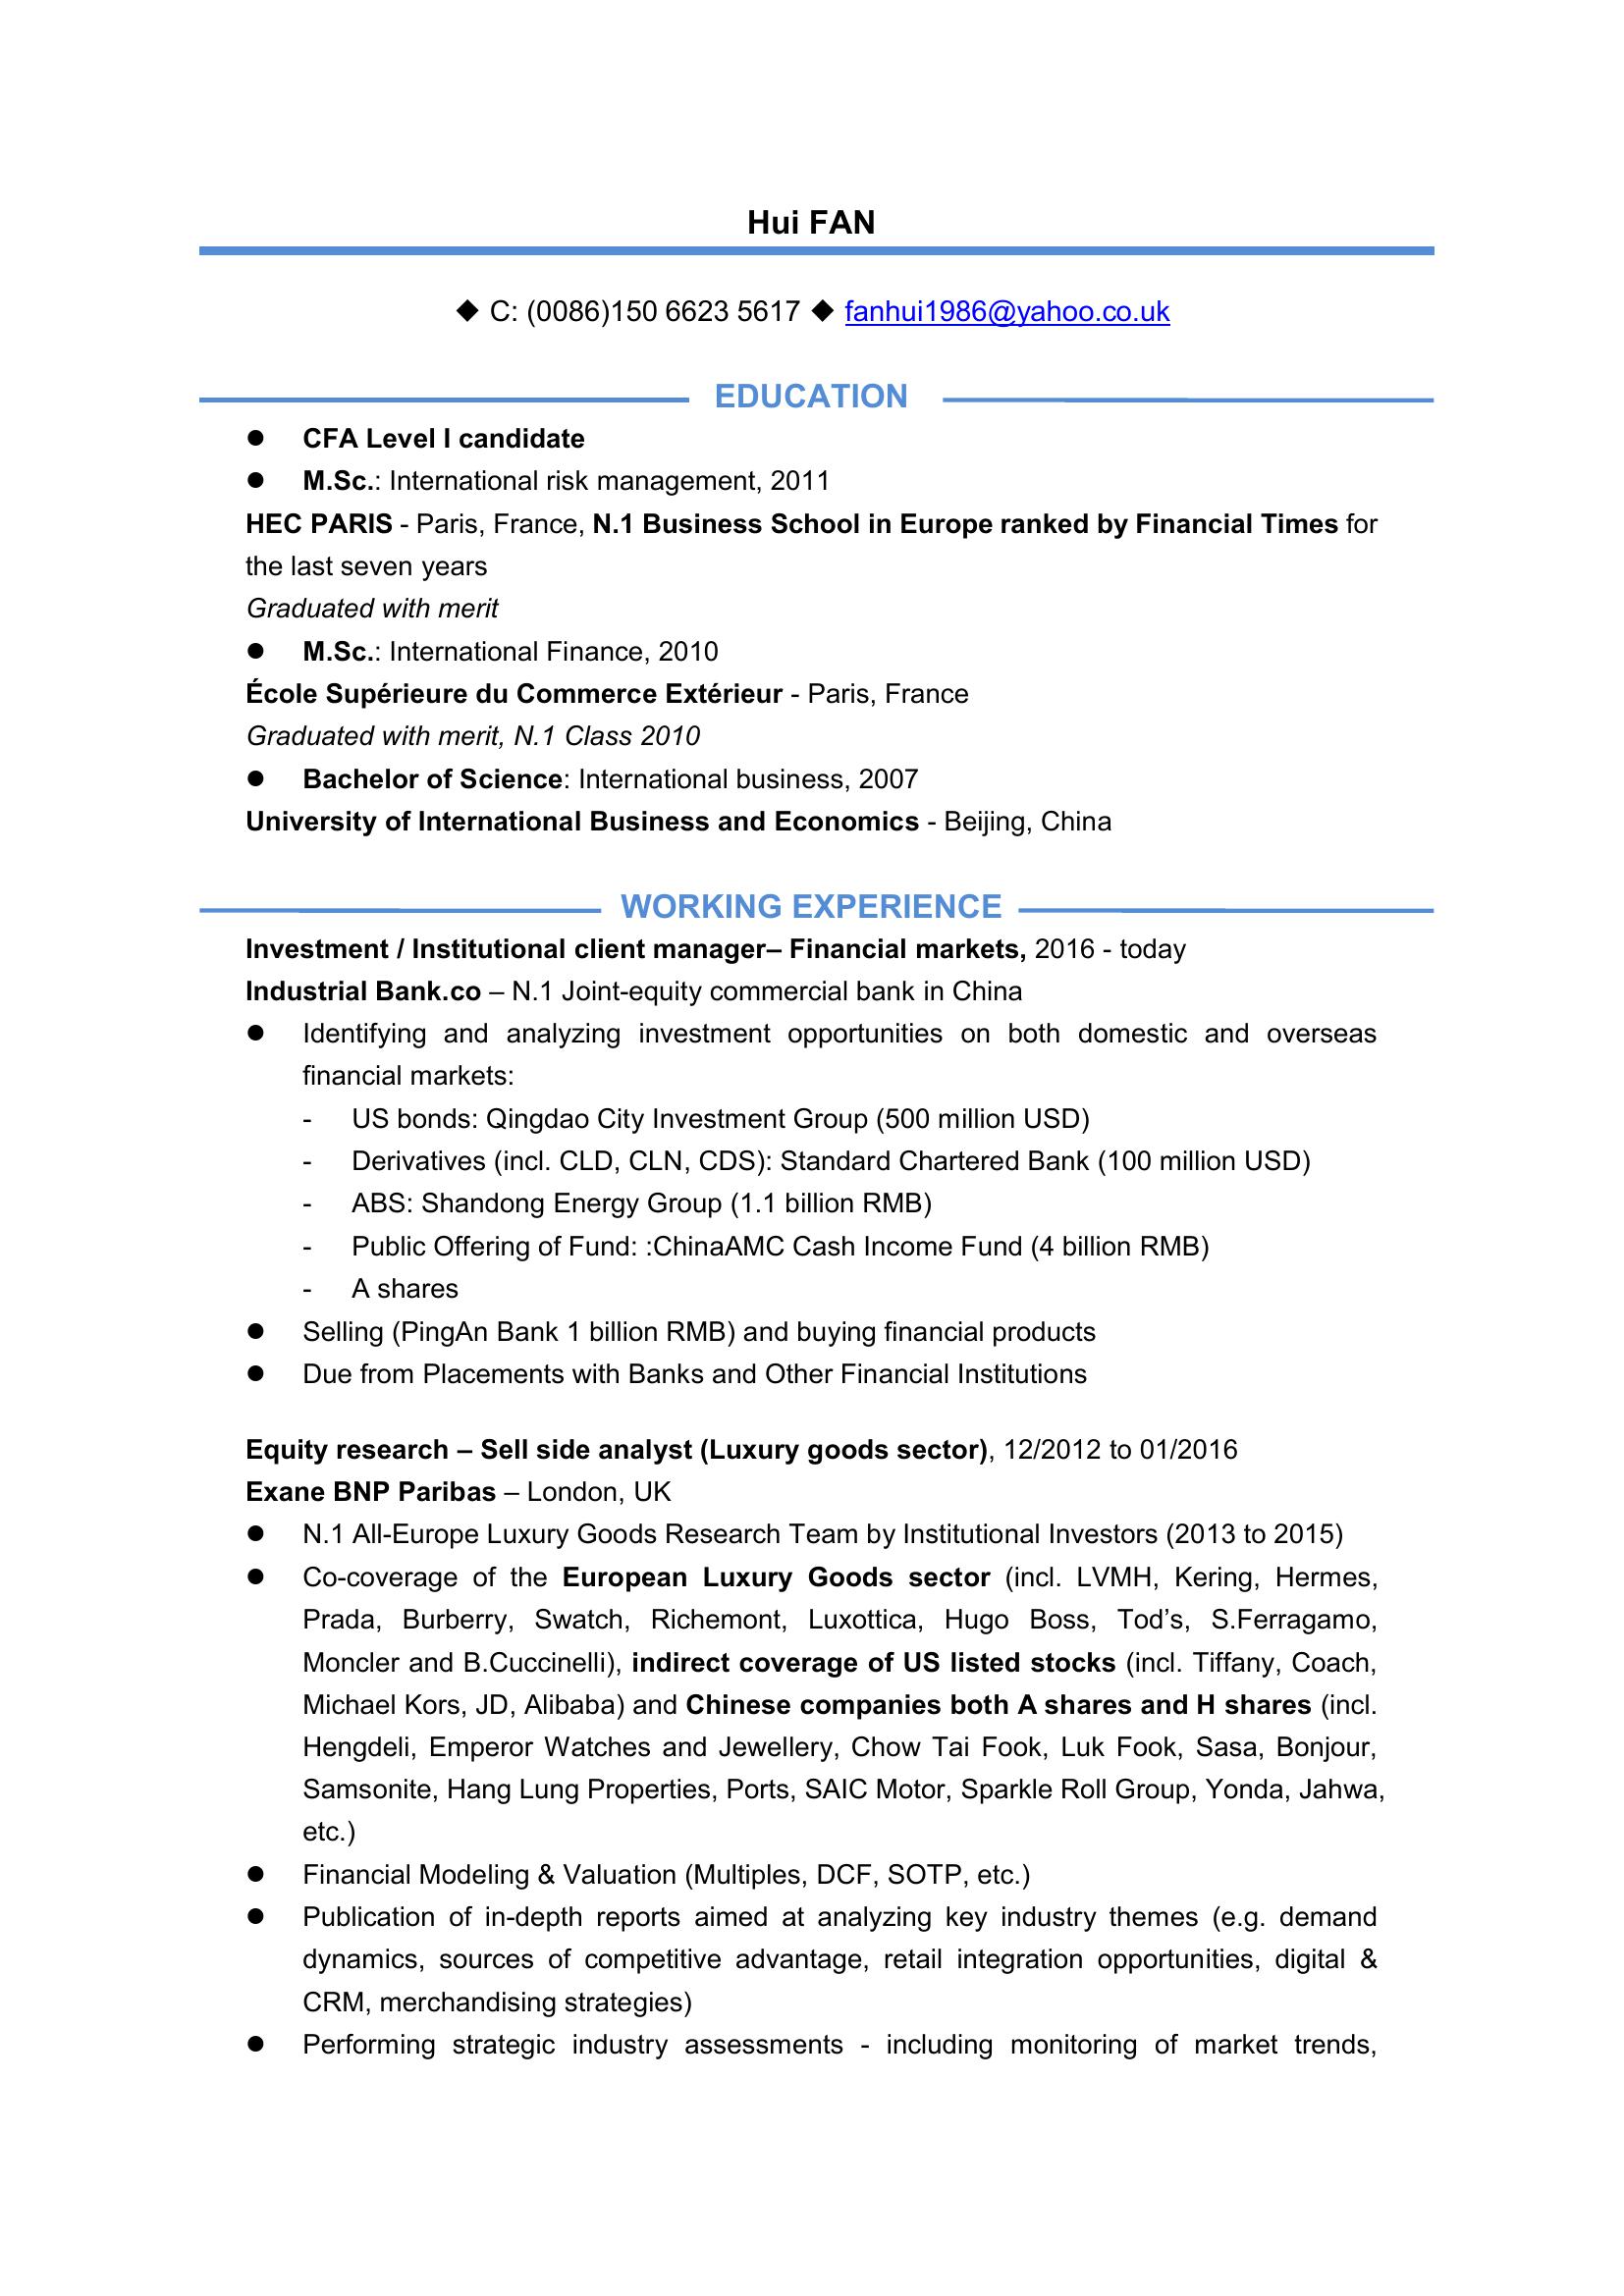 Hui FAN
◆ C: (0086)150 6623 5617 ◆ fanhui1986@yahoo.co.uk
EDUCATION
● CFA Level I candidate
● M.Sc.: International risk management, 2011
HEC PARIS - Paris, France, N.1 Business School in Europe ranked by Financial Times for
the last seven years
Graduated with merit
● M.Sc.: International Finance, 2010
École Supérieure du Commerce Extérieur - Paris, France
Graduated with merit, N.1 Class 2010
● Bachelor of Science: International business, 2007
University of International Business and Economics - Beijing, China
WORKING EXPERIENCE
Investment / Institutional client manager– Financial markets, 2016 - today
Industrial Bank.co – N.1 Joint-equity commercial bank in China
● Identifying and analyzing investment opportunities on both domestic and overseas
financial markets:
- US bonds: Qingdao City Investment Group (500 million USD)
- Derivatives (incl. CLD, CLN, CDS): Standard Chartered Bank (100 million USD)
- ABS: Shandong Energy Group (1.1 billion RMB)
- Public Offering of Fund: :ChinaAMC Cash Income Fund (4 billion RMB)
- A shares
● Selling (PingAn Bank 1 billion RMB) and buying financial products
● Due from Placements with Banks and Other Financial Institutions
Equity research – Sell side analyst (Luxury goods sector), 12/2012 to 01/2016
Exane BNP Paribas – London, UK
● N.1 All-Europe Luxury Goods Research Team by Institutional Investors (2013 to 2015)
● Co-coverage of the European Luxury Goods sector (incl. LVMH, Kering, Hermes,
Prada, Burberry, Swatch, Richemont, Luxottica, Hugo Boss, Tod’s, S.Ferragamo,
Moncler and B.Cuccinelli), indirect coverage of US listed stocks (incl. Tiffany, Coach,
Michael Kors, JD, Alibaba) and Chinese companies both A shares and H shares (incl.
Hengdeli, Emperor Watches and Jewellery, Chow Tai Fook, Luk Fook, Sasa, Bonjour,
Samsonite, Hang Lung Properties, Ports, SAIC Motor, Sparkle Roll Group, Yonda, Jahwa,
etc.)
● Financial Modeling & Valuation (Multiples, DCF, SOTP, etc.)
● Publication of in-depth reports aimed at analyzing key industry themes (e.g. demand
dynamics, sources of competitive advantage, retail integration opportunities, digital &
CRM, merchandising strategies)
● Performing strategic industry assessments - including monitoring of market trends,